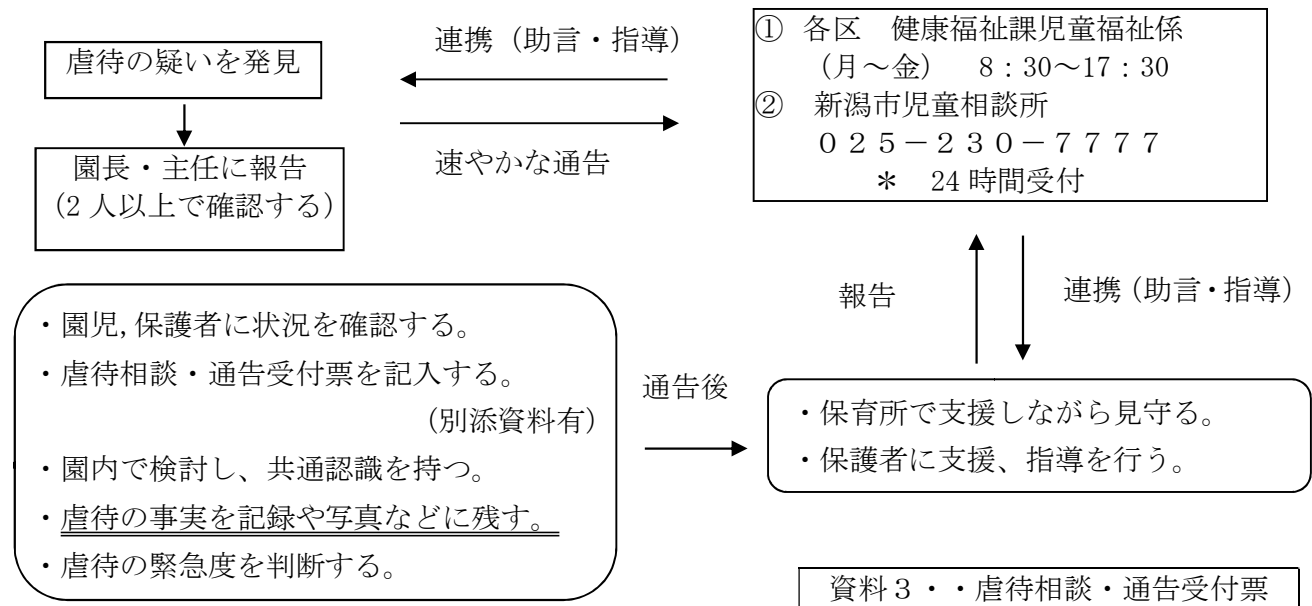 虐待の疑いを発見
園長・主任に報告
(2人以上で確認する)
連携（助言・指導）
速やかな通告
① 各区　健康福祉課児童福祉係
(月～金)　8：30～17：30
②　新潟市児童相談所
０２５－２３０－７７７７
＊　24時間受付
・園児,保護者に状況を確認する。
・虐待相談・通告受付票を記入する。
(別添資料有)
・園内で検討し、共通認識を持つ。
・虐待の事実を記録や写真などに残す。
・虐待の緊急度を判断する。
通告後
報告
連携（助言・指導）
・保育所で支援しながら見守る。
・保護者に支援、指導を行う。
資料３・・虐待相談・通告受付票